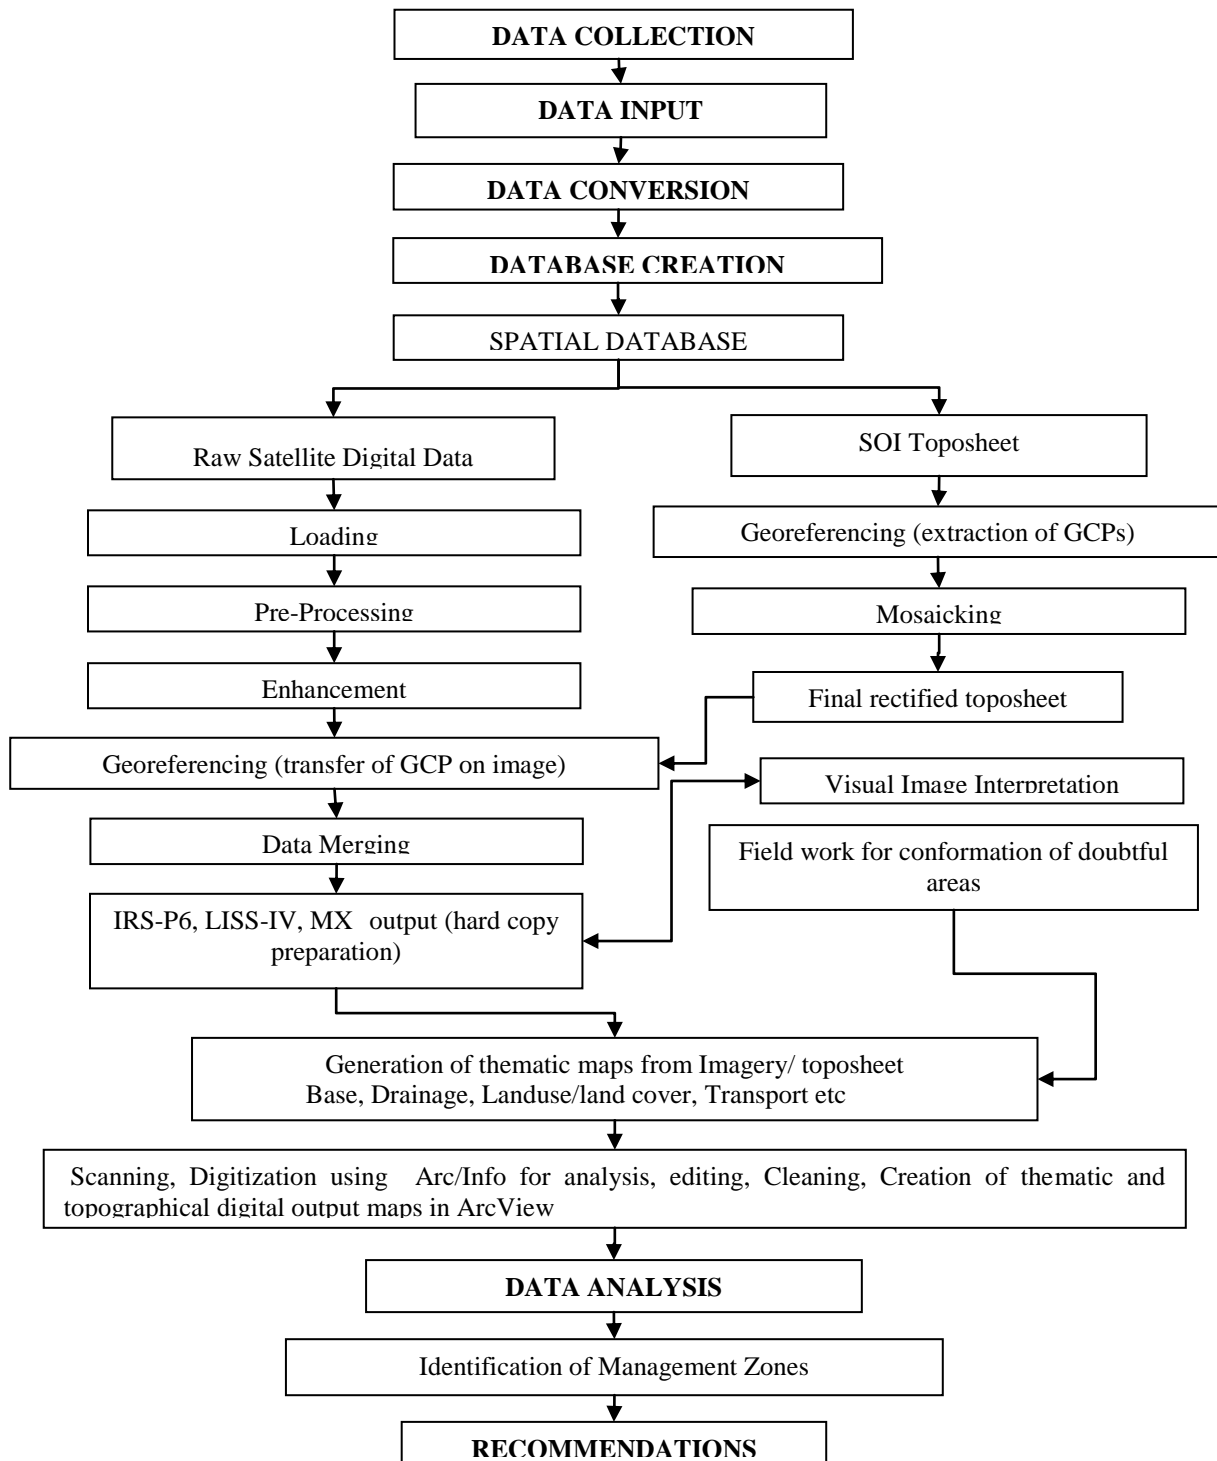 DATA COLLECTION
DATA INPUT
DATA CONVERSION
DATABASE CREATION
SPATIAL DATABASE
Raw Satellite Digital Data
SOI Toposheet
Loading
Georeferencing (extraction of GCPs)
Pre-Processing
Mosaicking
Enhancement
Final rectified toposheet
Georeferencing (transfer of GCP on image)
Visual Image Interpretation
Data Merging
Field work for conformation of doubtful
areas
IRS-P6, LISS-IV, MX output (hard copy
preparation)
Generation of thematic maps from Imagery/ toposheet
Base, Drainage, Landuse/land cover, Transport etc
Scanning, Digitization using Arc/Info for analysis, editing, Cleaning, Creation of thematic and
topographical digital output maps in ArcView
DATA ANALYSIS
Identification of Management Zones
RECOMMENDATIONS